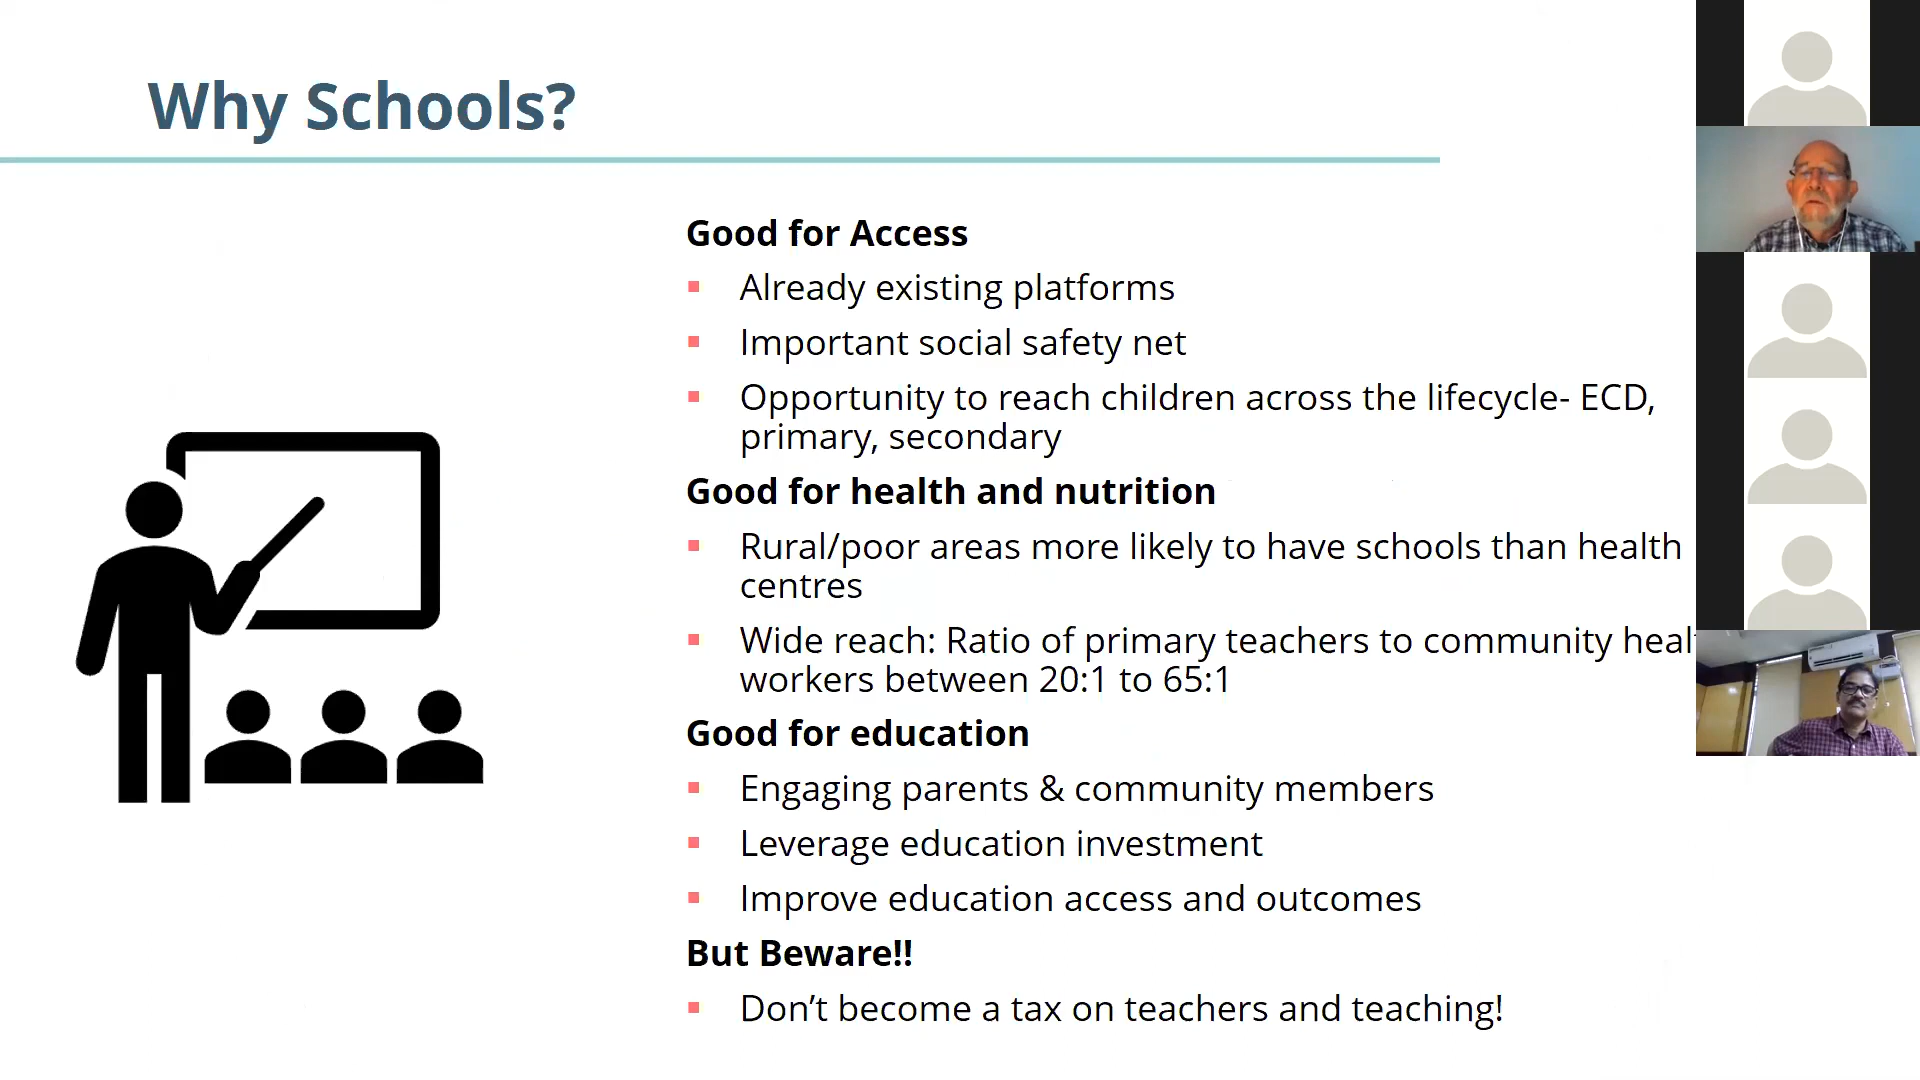 Why Schools?
Good for Access
Already existing platforms
Important social safety net
Opportunity to reach children across the lifecycle- ECD,
primary, secondary
Good for health and nutrition
Rural/poor areas more likely to have schools than health
centres
Wide reach: Ratio of primary teachers to community heal
workers between 20:1 to 65:1
Good for education
Engaging parents & community members
Leverage education investment
Improve education access and outcomes
But Beware!!
Don’t become a tax on teachers and teaching!